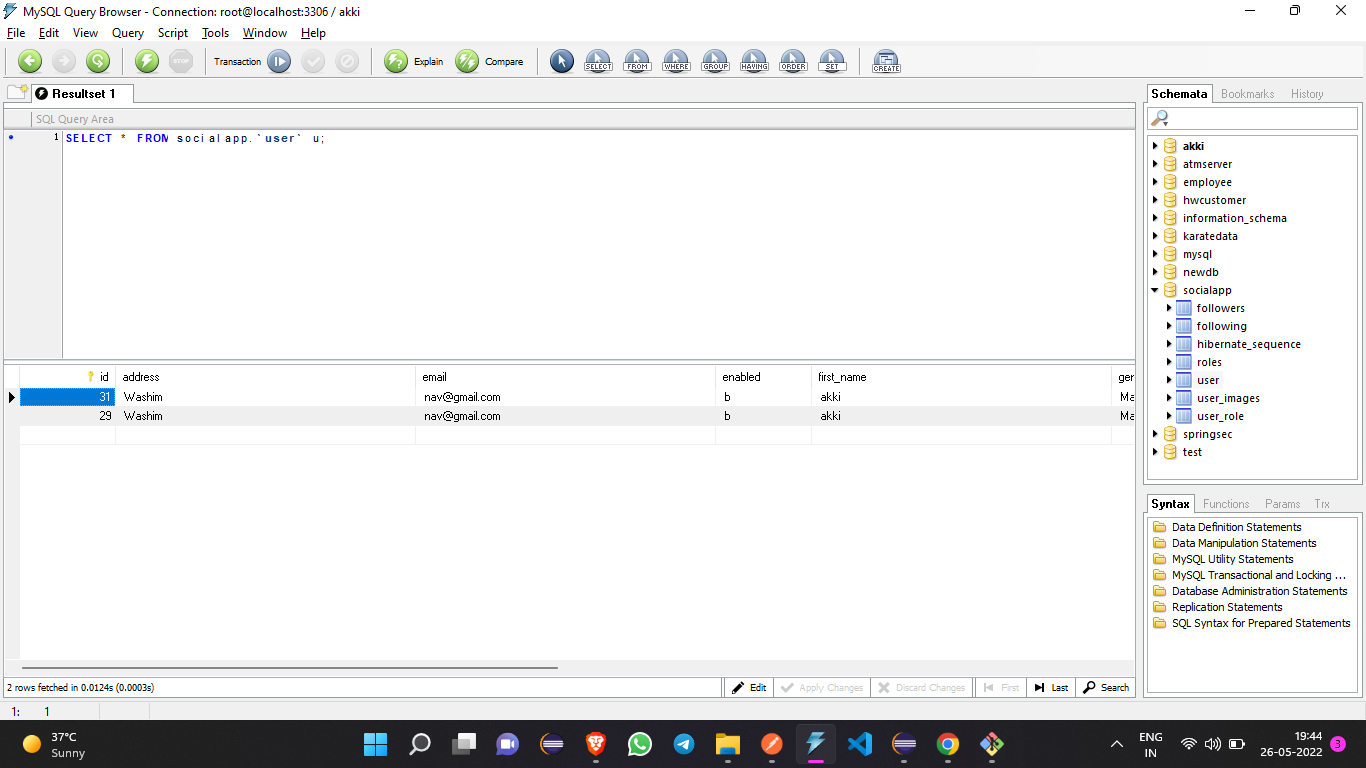 MySQL Query Browser - Connection: root@localhost:3306 / akki
File Edit View Query Script Tools Window Help
Transaction Explain Compare SELECT FROM WHERE GROUP HAVING ORDER SET CREATE
Resultset 1
SQL Query Area
1 SELECT * FROM socialapp.`user` u;
id address email enabled first_name gen
31 Washim nav@gmail.com b akki Ma
29 Washim nav@gmail.com b akki Ma
2 rows fetched in 0.0124s (0.0003s)
Edit Apply Changes Discard Changes First Last Search
1: 1
Schemata Bookmarks History
akki
atmserver
employee
hwcustomer
information_schema
karatedata
mysql
newdb
socialapp
followers
following
hibernate_sequence
roles
user
user_images
user_role
springsec
test
Syntax Functions Params Trx
Data Definition Statements
Data Manipulation Statements
MySQL Utility Statements
MySQL Transactional and Locking ...
Database Administration Statements
Replication Statements
SQL Syntax for Prepared Statements
37°C
Sunny
ENG
IN
19:44
26-05-2022
3